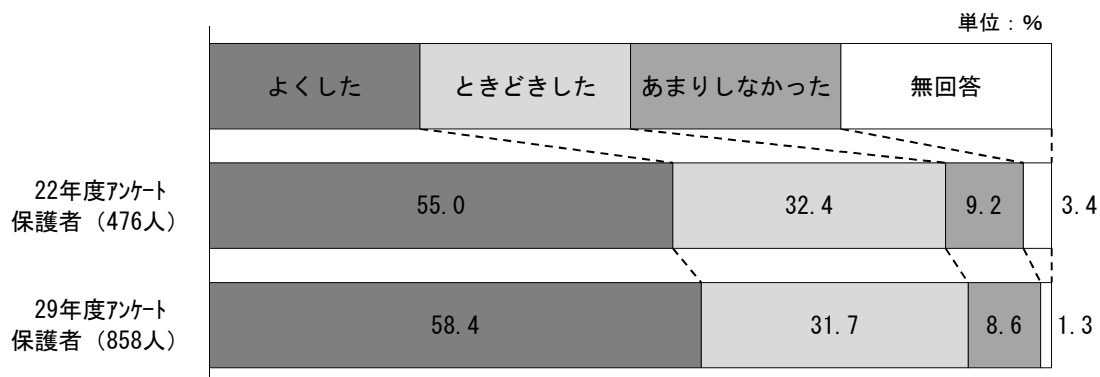 単位：％
よくした ときどきした あまりしなかった 無回答
22年度ｱﾝｹｰﾄ
保護者（476人）
55.0 32.4 9.2 3.4
29年度ｱﾝｹｰﾄ
保護者（858人）
58.4 31.7 8.6 1.3